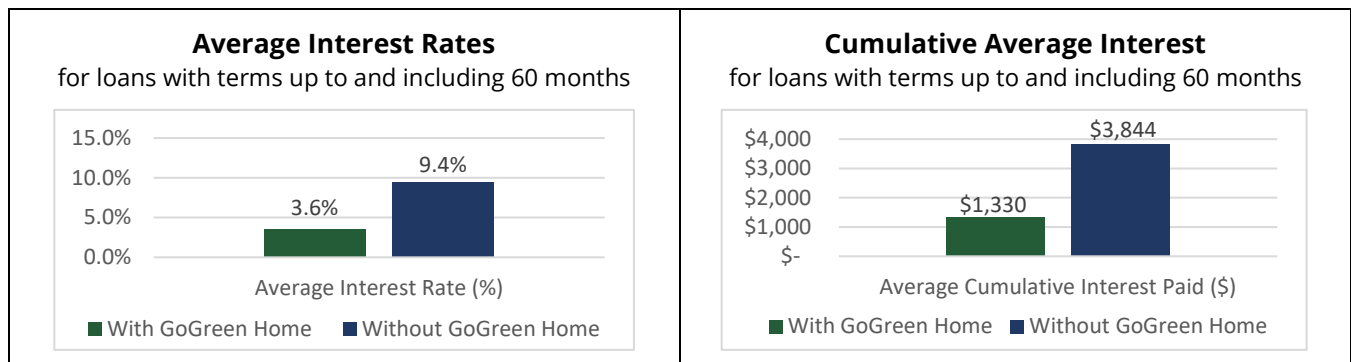 Average Interest Rates
for loans with terms up to and including 60 months
15.0%
10.0%
5.0%
0.0%
3.6%
9.4%
Average Interest Rate (%)
With GoGreen Home Without GoGreen Home
Cumulative Average Interest
for loans with terms up to and including 60 months
$4,000
$3,000
$2,000
$1,000
$-
$1,330
$3,844
Average Cumulative Interest Paid ($)
With GoGreen Home Without GoGreen Home